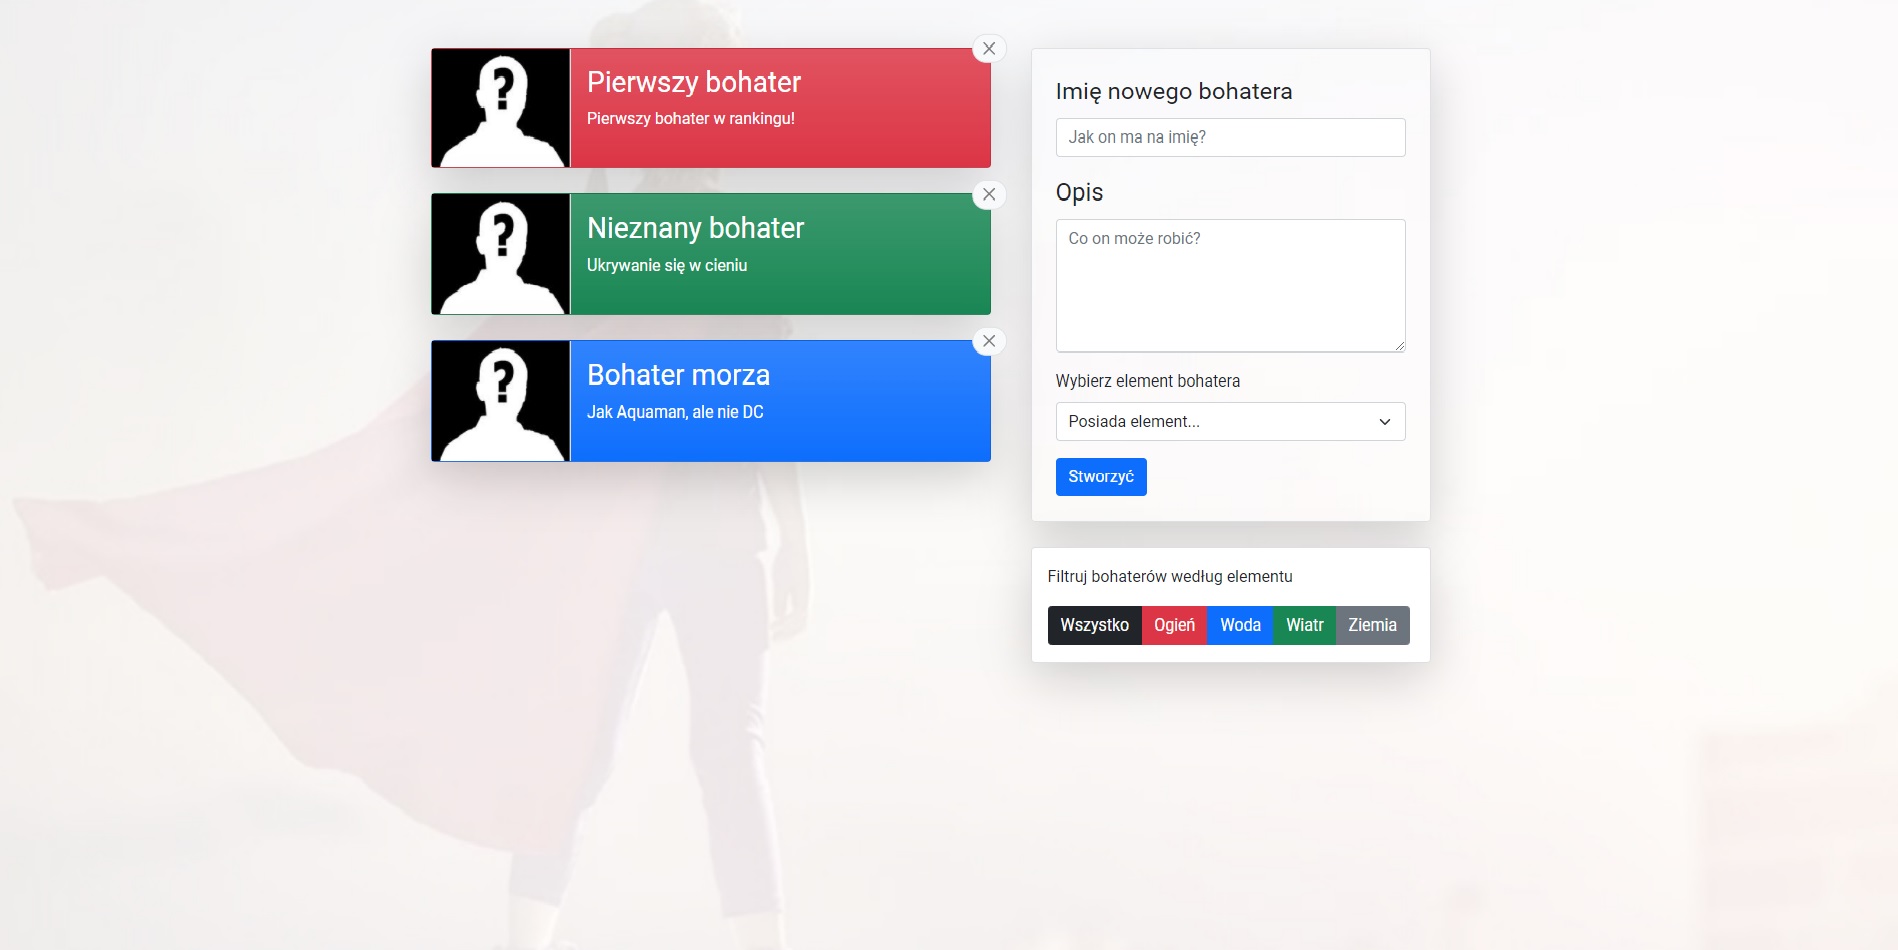 Pierwszy bohater
Pierwszy bohater w rankingu!
Nieznany bohater
Ukrywanie się w cieniu
Bohater morza
Jak Aquaman, ale nie DC
Imię nowego bohatera
Jak on ma na imię?
Opis
Co on może robić?
Wybierz element bohatera
Posiada element...
Stworzyć
Filtruj bohaterów według elementu
Wszystko Ogień Woda Wiatr Ziemia